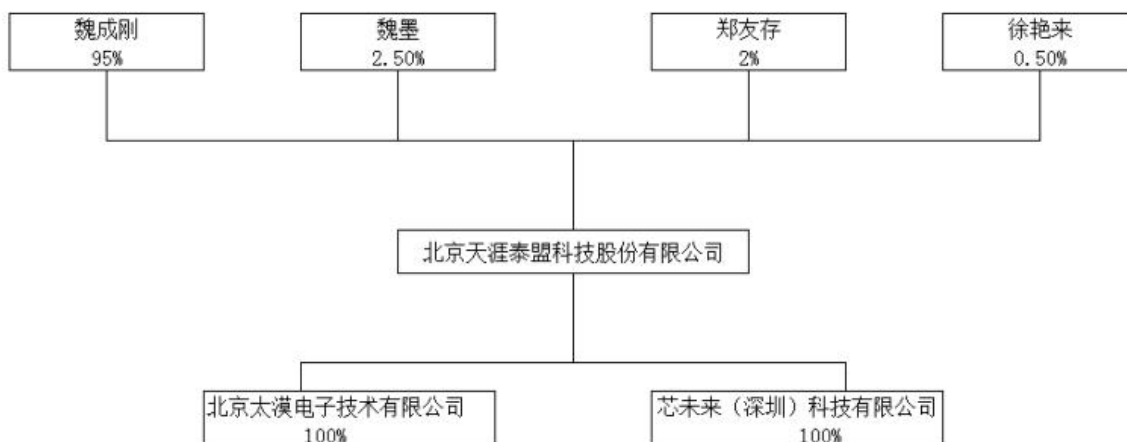 魏成刚
95%
魏墨
2.50%
郑友存
2%
徐艳来
0.50%
北京天涯泰盟科技股份有限公司
北京太漠电子技术有限公司
100%
芯未来（深圳）科技有限公司
100%